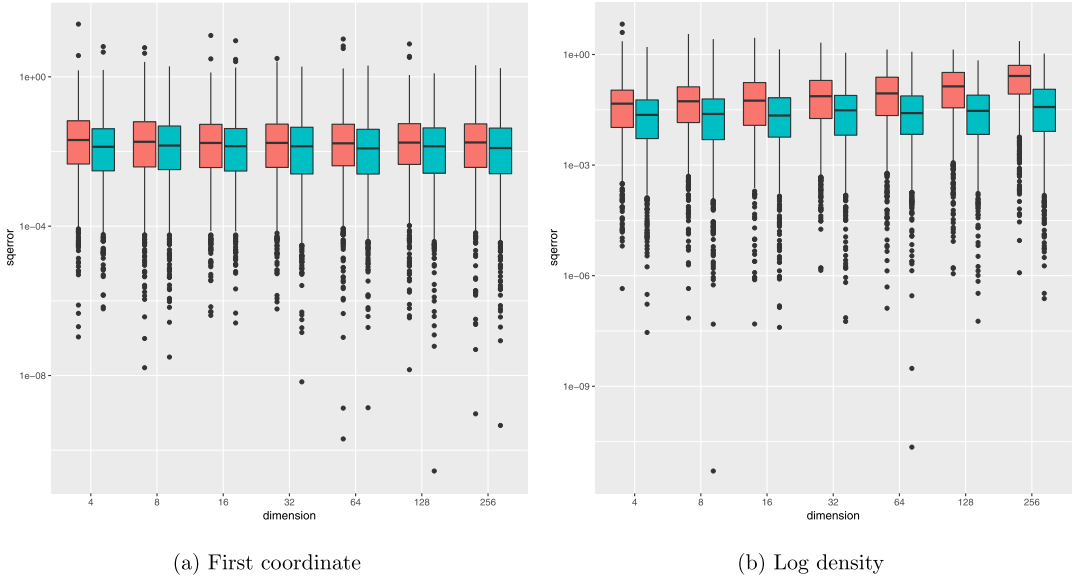 1e+00
1e−04
1e−08
sqerror
4 8 16 32 64 128 256
dimension
(a) First coordinate
1e+00
1e−03
1e−06
1e−09
sqerror
4 8 16 32 64 128 256
dimension
(b) Log density